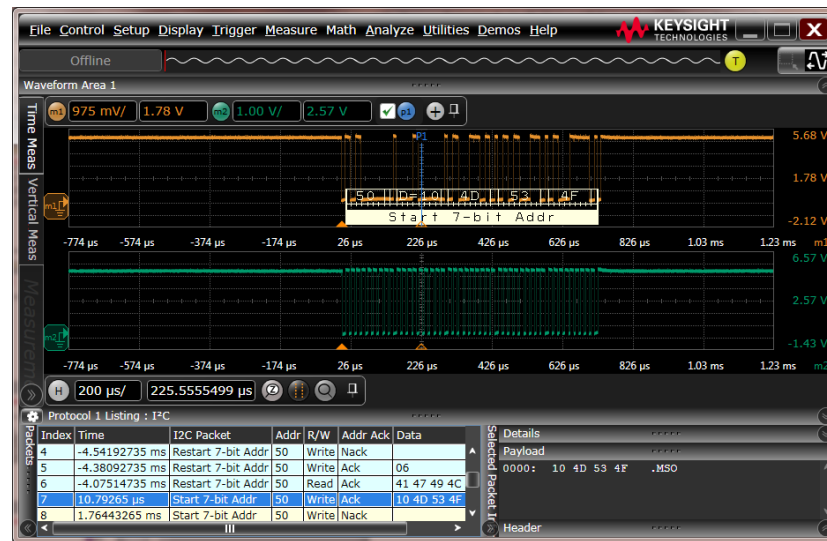 File Control Setup Display Trigger Measure Math Analyze Utilities Demos Help KEYSIGHT TECHNOLOGIES
Offline T
Waveform Area 1
m1 975 mV/ 1.78 V m2 1.00 V/ 2.57 V p1
Time Meas
Vertical Meas
P1
5.68 V
1.78 V
-2.12 V
50 D=10 4D 53 4F
Start 7-bit Addr
m1
-774 µs -574 µs -374 µs -174 µs 26 µs 226 µs 426 µs 626 µs 826 µs 1.03 ms 1.23 ms m1
6.57 V
2.57 V
-1.43 V
m2
-774 µs -574 µs -374 µs -174 µs 26 µs 226 µs 426 µs 626 µs 826 µs 1.03 ms 1.23 ms m2
H 200 µs/ 225.5555499 µs
Protocol 1 Listing : I²C
Packets
Index Time I2C Packet Addr R/W Addr Ack Data
4 -4.54192735 ms Restart 7-bit Addr 50 Write Nack
5 -4.38092735 ms Restart 7-bit Addr 50 Write Ack 06
6 -4.07514735 ms Restart 7-bit Addr 50 Read Ack 41 47 49 4C
7 10.79265 µs Start 7-bit Addr 50 Write Ack 10 4D 53 4F
8 1.76443265 ms Start 7-bit Addr 50 Write Nack
Selected Packet
Details
Payload
0000: 10 4D 53 4F .MSO
Header